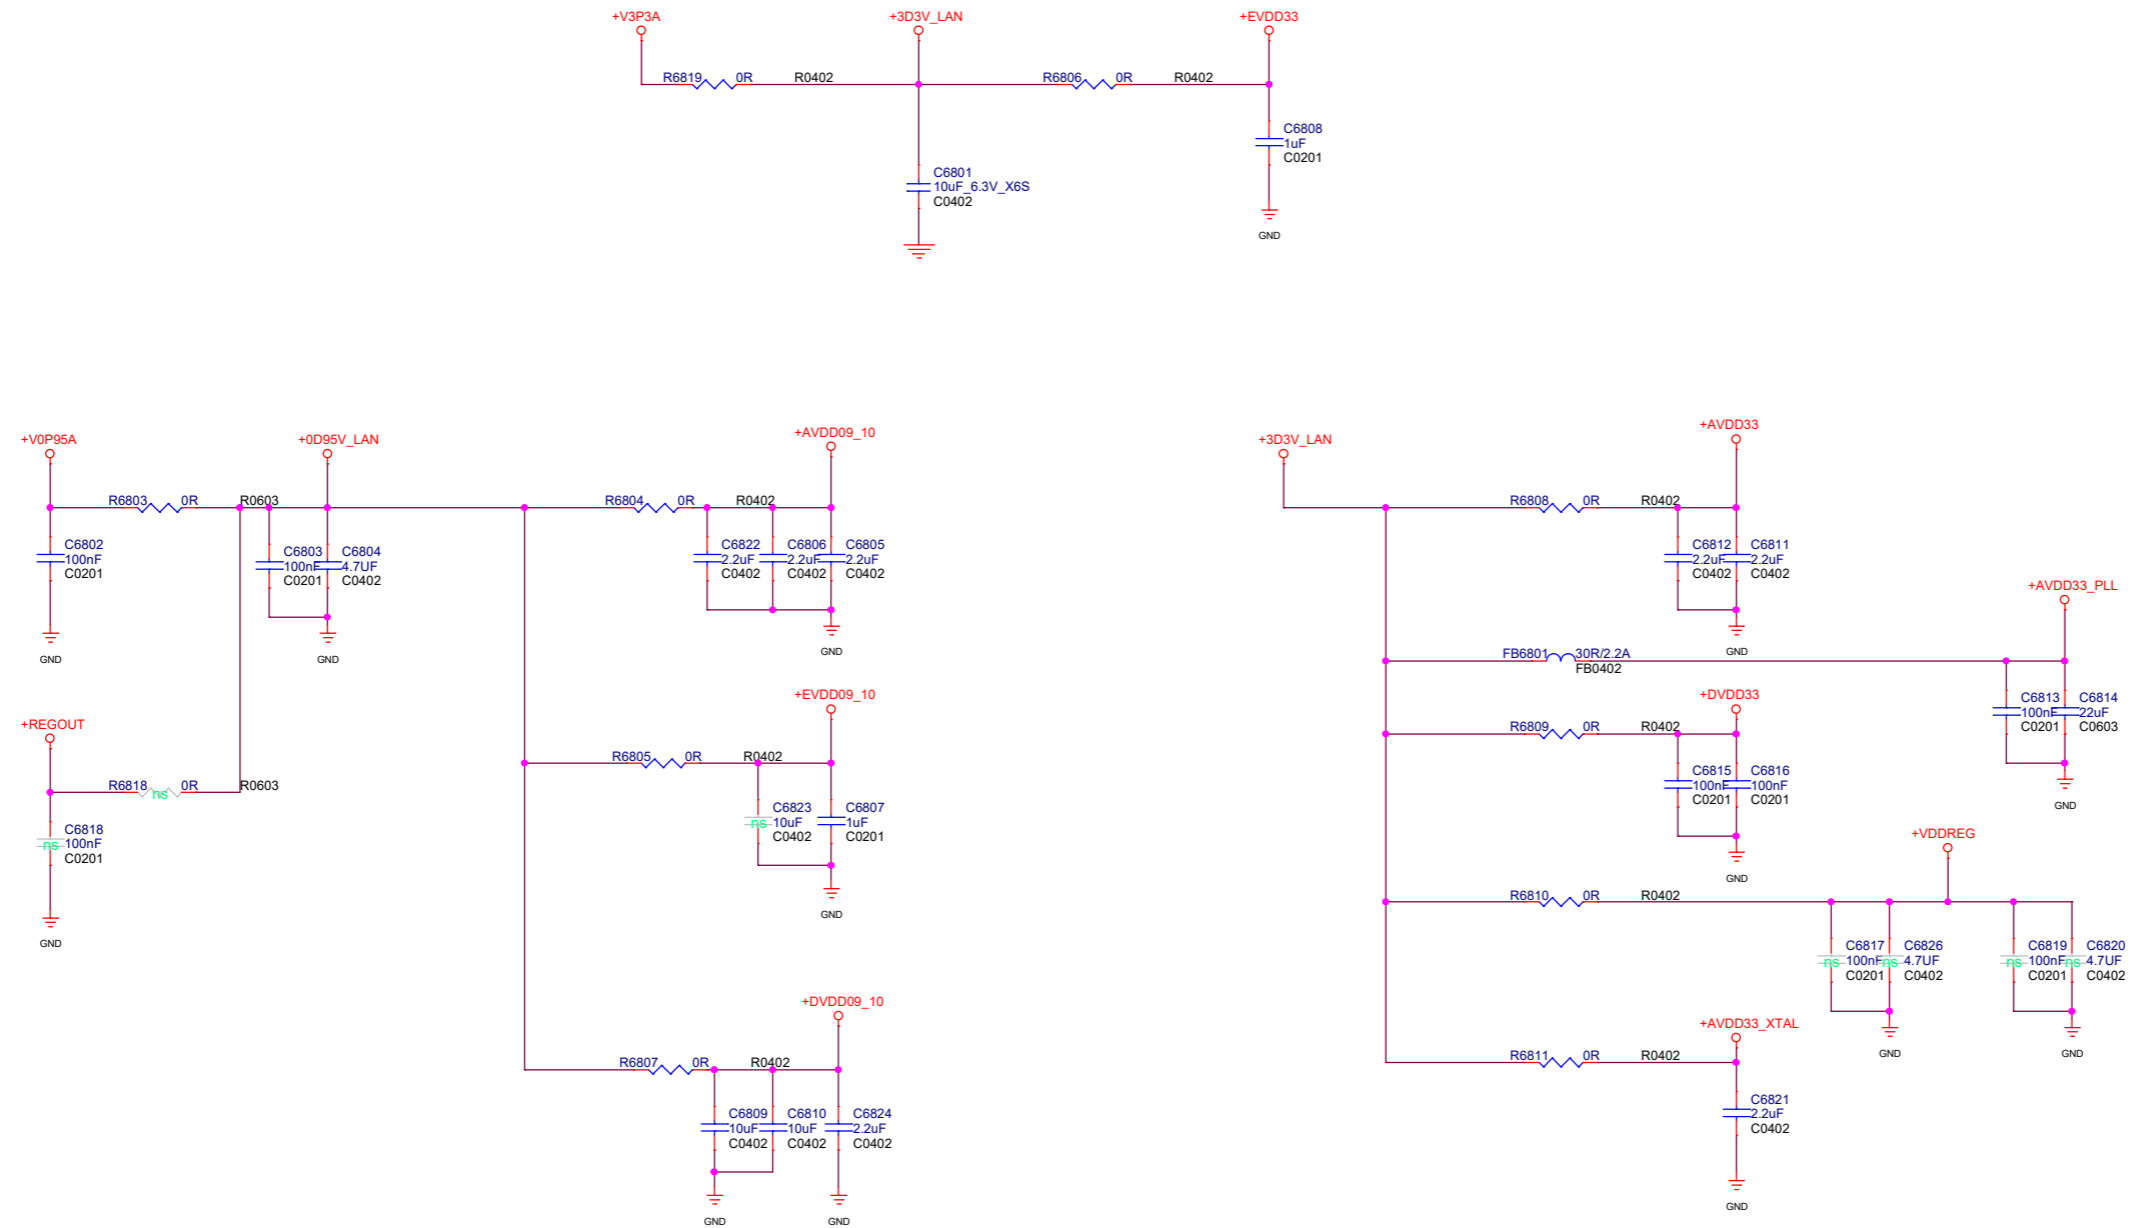 +V3P3A
+3D3V_LAN
+EVDD33
R6819 0R R0402
R6806 0R R0402
C6808
1uF
C0201
GND
C6801
10uF_6.3V_X6S
C0402
+V0P95A
+0D95V_LAN
+AVDD09_10
R6803 0R R0603
R6804 0R R0402
C6802
100nF
C0201
GND
C6803
100nF
C0201
C6804
4.7UF
C0402
GND
C6822
2.2uF
C0402
C6806
2.2uF
C0402
C6805
2.2uF
C0402
GND
+REGOUT
R6818 ns 0R R0603
C6818
ns 100nF
C0201
GND
+EVDD09_10
R6805 0R R0402
C6823
ns 10uF
C0402
C6807
1uF
C0201
GND
+DVDD09_10
R6807 0R R0402
C6809
10uF
C0402
C6810
10uF
C0402
C6824
2.2uF
C0402
GND
GND
+3D3V_LAN
+AVDD33
R6808 0R R0402
C6812
2.2uF
C0402
C6811
2.2uF
C0402
GND
+AVDD33_PLL
FB6801 30R/2.2A
FB0402
C6813
100nF
C0201
C6814
22uF
C0603
GND
+DVDD33
R6809 0R R0402
C6815
100nF
C0201
C6816
100nF
C0201
GND
+VDDREG
R6810 0R R0402
C6817
ns 100nF
C0201
C6826
ns 4.7UF
C0402
GND
C6819
ns 100nF
C0201
C6820
ns 4.7UF
C0402
GND
+AVDD33_XTAL
R6811 0R R0402
C6821
2.2uF
C0402
GND